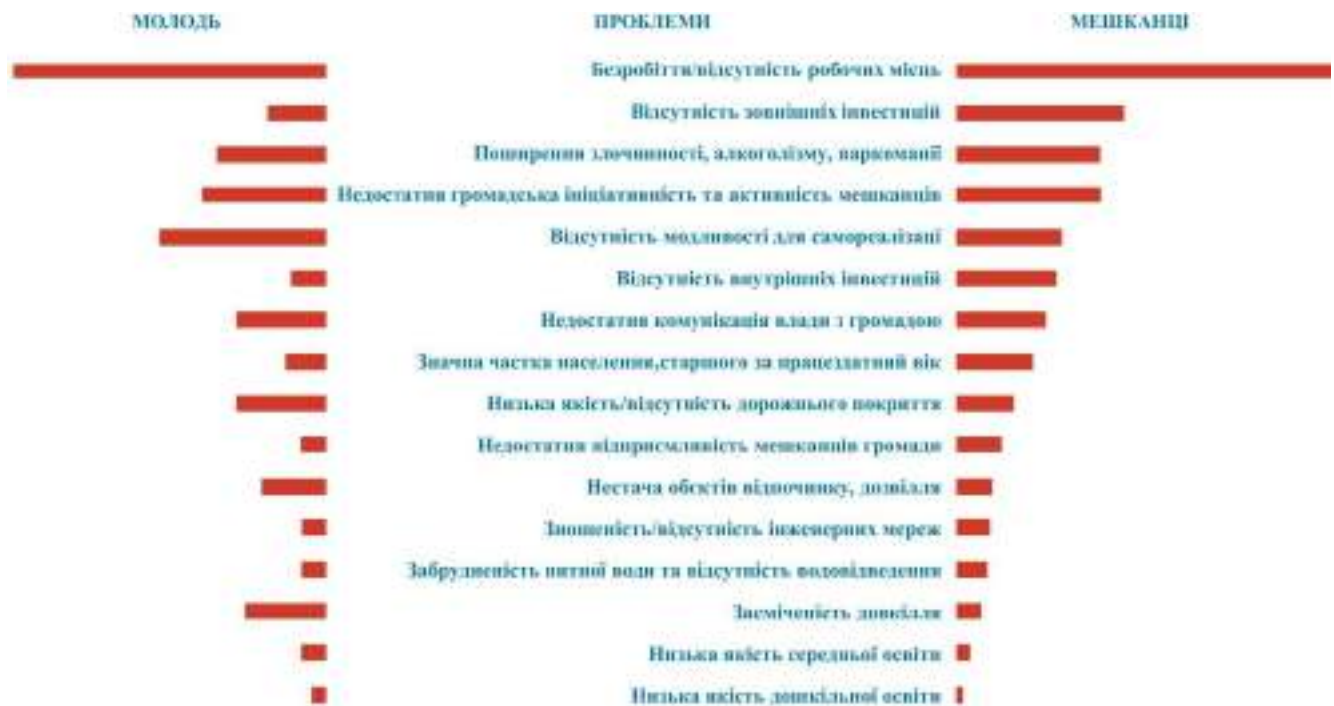 МОЛОДЬ ПРОБЛЕМИ МЕШКАНЦІ
Безробіття/відсутність робочих місць
Відсутність зовнішніх інвестицій
Поширення злочинності, алкоголізму, наркоманії
Недостатня громадська ініціативність та активність мешканців
Відсутність можливості для самореалізації
Відсутність внутрішніх інвестицій
Недостатня комунікація влади з громадою
Значна частка населення,старшого за працездатний вік
Низька якість/відсутність дорожнього покриття
Недостатня підприємливість мешканців громади
Нестача обєктів відпочинку, дозвілля
Зношеність/відсутність інженерних мереж
Забрудненість питної води та відсутність водовідведення
Засміченість довкілля
Низька якість середньої освіти
Низька якість дошкільної освіти